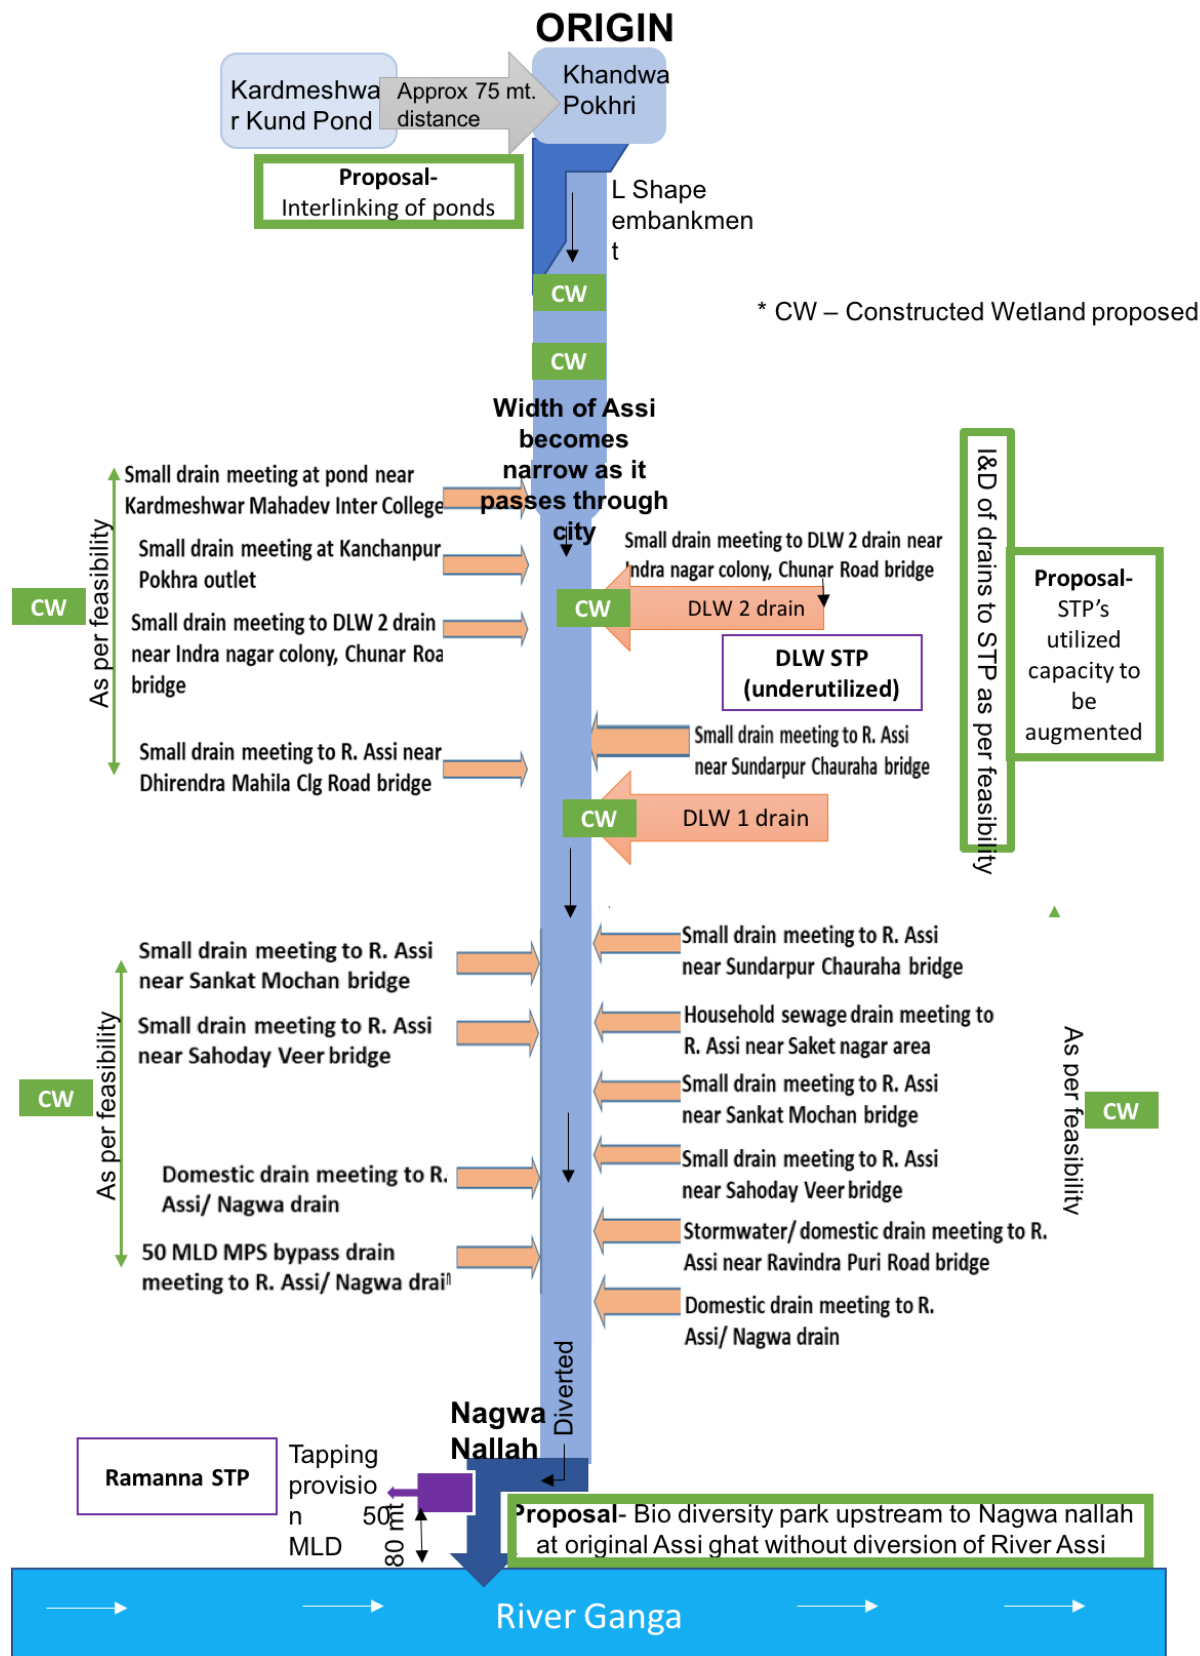 ORIGIN
Kardmeshwa
r Kund Pond
Approx 75 mt.
distance
Khandwa
Pokhri
Proposal-
Interlinking of ponds
L Shape
embankmen
t
CW
* CW – Constructed Wetland proposed
CW
Width of Assi
becomes
narrow as it
passes through
city
Small drain meeting at pond near
Kardmeshwar Mahadev Inter College
Small drain meeting at Kanchanpur
Pokhra outlet
Small drain meeting to DLW 2 drain
near Indra nagar colony, Chunar Roa
bridge
Small drain meeting to R. Assi near
Dhirendra Mahila Clg Road bridge
As per feasibility
CW
Small drain meeting to DLW 2 drain near
Indra nagar colony, Chunar Road bridge
CW
DLW 2 drain
DLW STP
(underutilized)
Small drain meeting to R. Assi
near Sundarpur Chauraha bridge
CW
DLW 1 drain
I&D of drains to STP as per feasibility
Proposal-
STP's
utilized
capacity to
be
augmented
Small drain meeting to R. Assi
near Sankat Mochan bridge
Small drain meeting to R. Assi
near Sahoday Veer bridge
Domestic drain meeting to R.
Assi/ Nagwa drain
50 MLD MPS bypass drain
meeting to R. Assi/ Nagwa drain
As per feasibility
CW
Small drain meeting to R. Assi
near Sundarpur Chauraha bridge
Household sewage drain meeting to
R. Assi near Saket nagar area
Small drain meeting to R. Assi
near Sankat Mochan bridge
Small drain meeting to R. Assi
near Sahoday Veer bridge
Stormwater/ domestic drain meeting to R.
Assi near Ravindra Puri Road bridge
Domestic drain meeting to R.
Assi/ Nagwa drain
As per feasibility
CW
Diverted
Nagwa
Nallah
Ramanna STP
Tapping
provisio
n 50
MLD
80 mt
Proposal- Bio diversity park upstream to Nagwa nallah
at original Assi ghat without diversion of River Assi
River Ganga